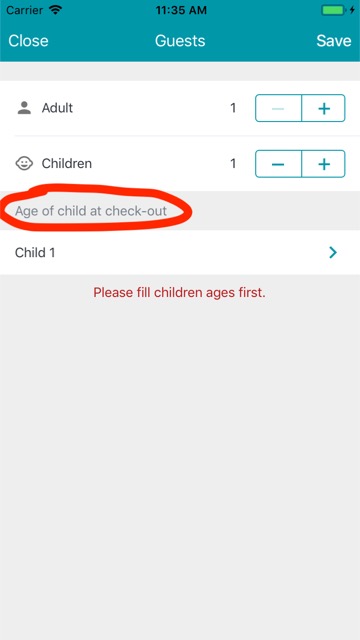 Carrier 11:35 AM
Close Guests Save
Adult 1
Children 1
Age of child at check-out
Child 1
Please fill children ages first.